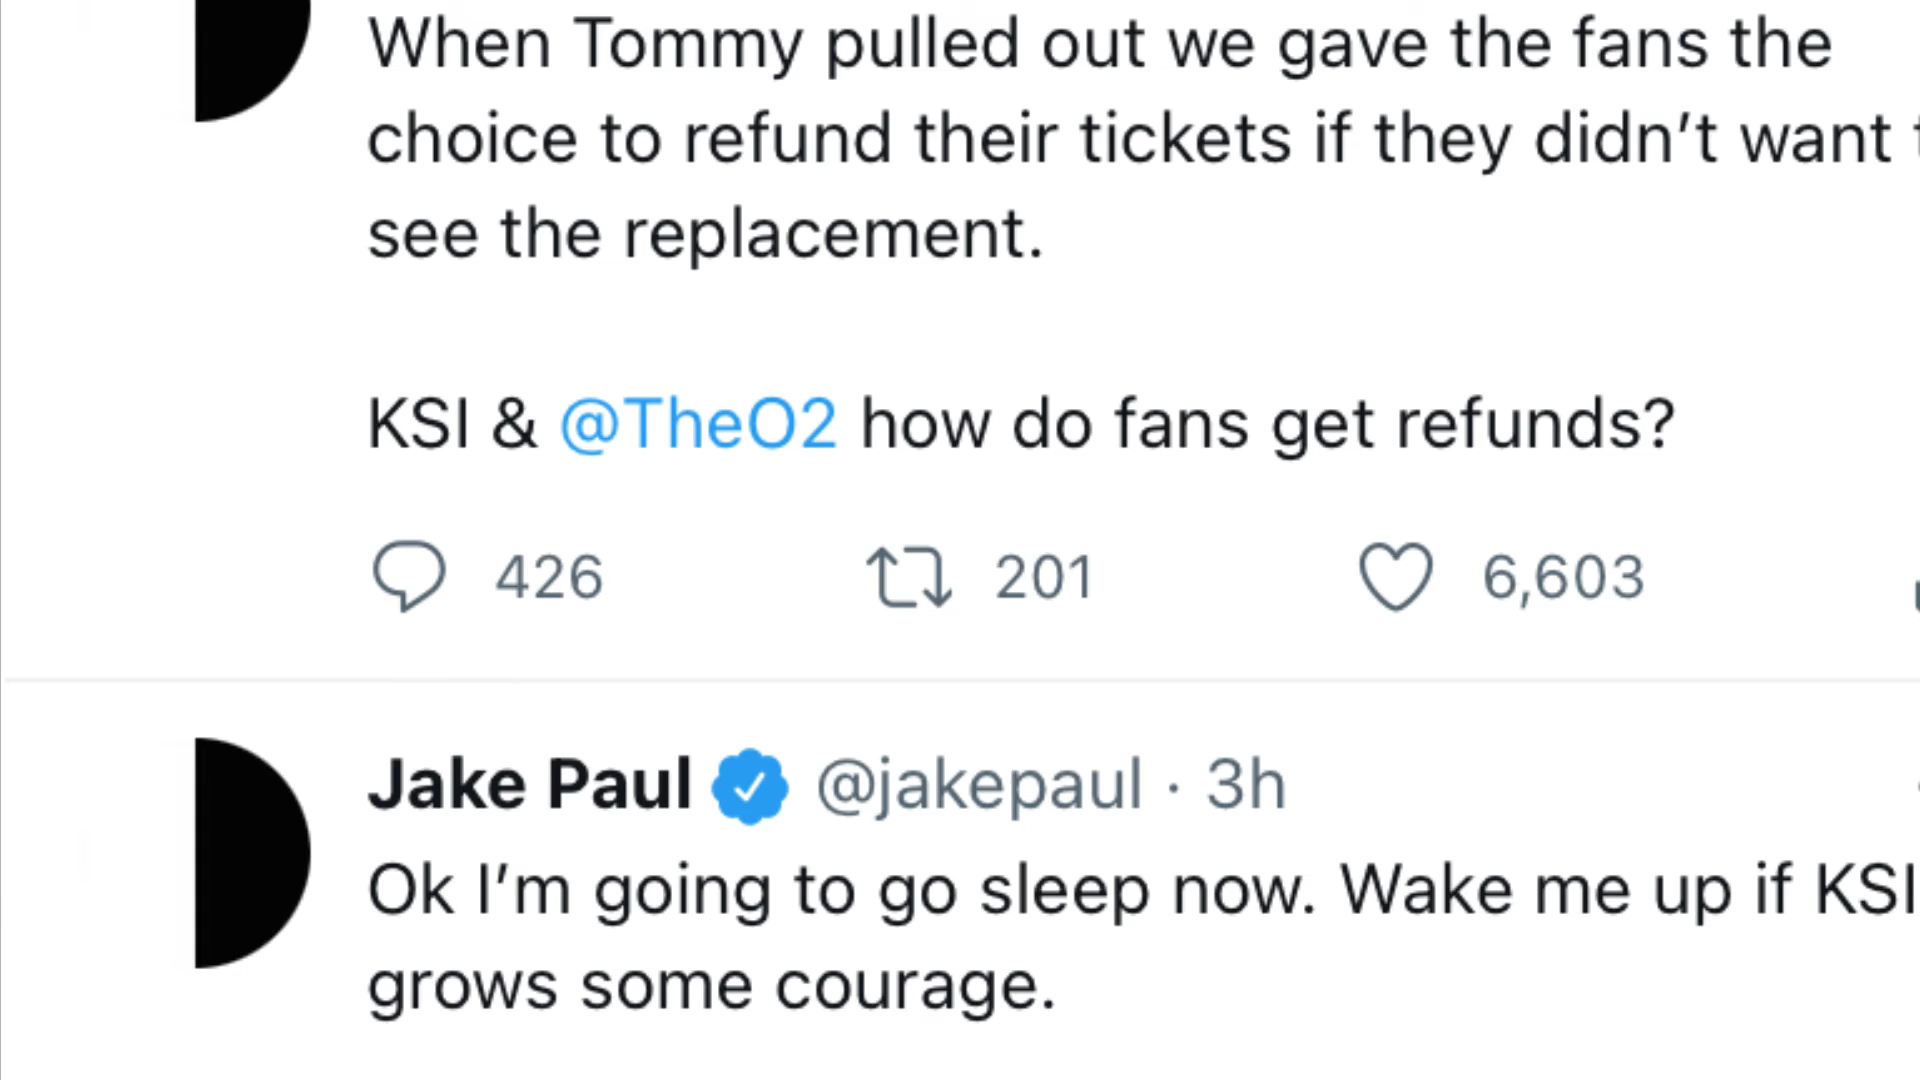 When Tommy pulled out we gave the fans the
choice to refund their tickets if they didn’t want
see the replacement.
KSI & @TheO2 how do fans get refunds?
426 201 6,603
Jake Paul @jakepaul · 3h
Ok I’m going to go sleep now. Wake me up if KSI
grows some courage.